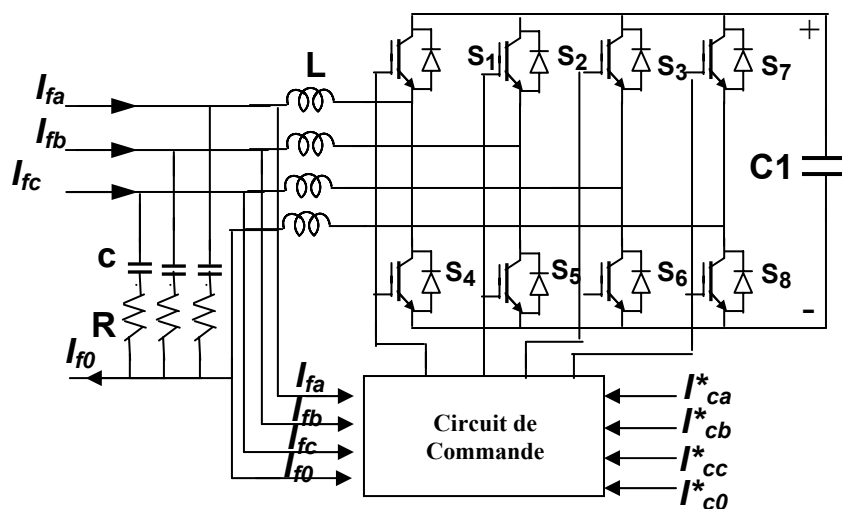 S1
S2
S3
S7
+
L
Ifa
Ifb
Ifc
C1
c
R
S4
S5
S6
S8
-
If0
Ifa
Ifb
Ifc
If0
Circuit de
Commande
I*ca
I*cb
I*cc
I*c0